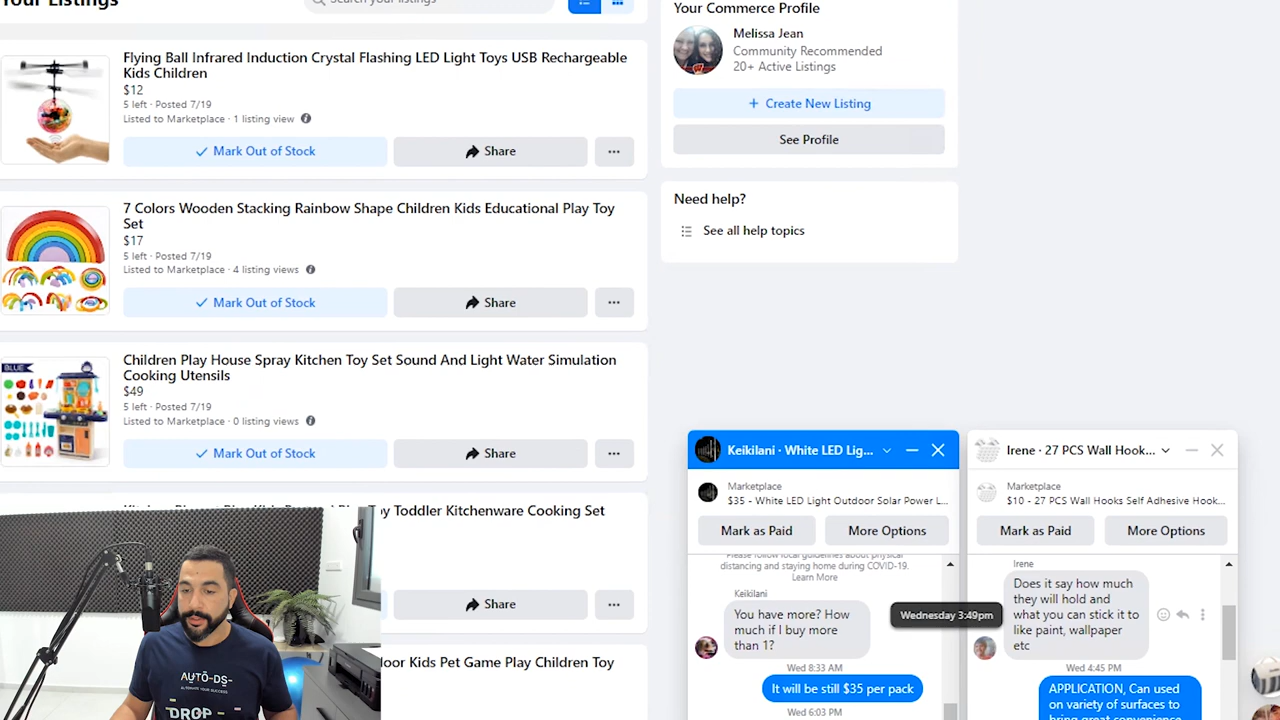 Your Listings
Search your listings
Flying Ball Infrared Induction Crystal Flashing LED Light Toys USB Rechargeable
Kids Children
$12
5 left · Posted 7/19
Listed to Marketplace · 1 listing view
Mark Out of Stock
Share
7 Colors Wooden Stacking Rainbow Shape Children Kids Educational Play Toy
Set
$17
5 left · Posted 7/19
Listed to Marketplace · 4 listing views
Mark Out of Stock
Share
BLUE
Children Play House Spray Kitchen Toy Set Sound And Light Water Simulation
Cooking Utensils
$49
5 left · Posted 7/19
Listed to Marketplace · 0 listing views
Mark Out of Stock
Share
Toy Toddler Kitchenware Cooking Set
Share
Kids Pet Game Play Children Toy
Your Commerce Profile
Melissa Jean
Community Recommended
20+ Active Listings
+ Create New Listing
See Profile
Need help?
See all help topics
Keikilani · White LED Lig...
Marketplace
$35 - White LED Light Outdoor Solar Power L...
Mark as Paid
More Options
Please follow local guidelines about physical
distancing and staying home during COVID-19.
Learn More
Keikilani
You have more? How
much if I buy more
than 1?
Wed 8:33 AM
It will be still $35 per pack
Wed 6:03 PM
Wednesday 3:49pm
Irene · 27 PCS Wall Hook...
Marketplace
$10 - 27 PCS Wall Hooks Self Adhesive Hook...
Mark as Paid
More Options
Irene
Does it say how much
they will hold and
what you can stick it to
like paint, wallpaper
etc
Wed 4:45 PM
APPLICATION, Can used
on variety of surfaces to
bring great convenience
AUTO-DS-
AUTOMATE YOUR SUCCESS
DROP